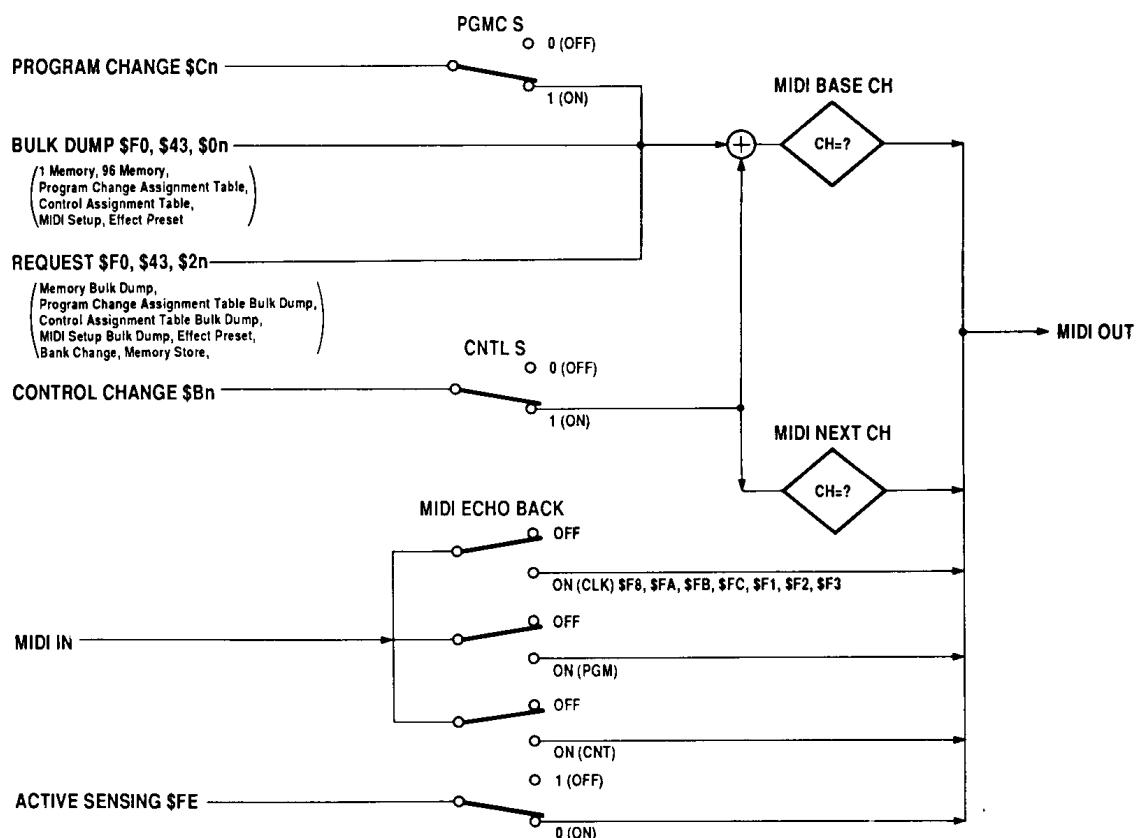 PGMC S
0 (OFF)
PROGRAM CHANGE $Cn
1 (ON)
MIDI BASE CH
CH=?
BULK DUMP $F0, $43, $0n
(1 Memory, 96 Memory,
Program Change Assignment Table,
Control Assignment Table,
MIDI Setup, Effect Preset)
REQUEST $F0, $43, $2n
(Memory Bulk Dump,
Program Change Assignment Table Bulk Dump,
Control Assignment Table Bulk Dump,
MIDI Setup Bulk Dump, Effect Preset,
Bank Change, Memory Store,)
MIDI OUT
CNTL S
0 (OFF)
CONTROL CHANGE $Bn
1 (ON)
MIDI NEXT CH
CH=?
MIDI ECHO BACK
OFF
ON (CLK) $F8, $FA, $FB, $FC, $F1, $F2, $F3
MIDI IN
OFF
ON (PGM)
OFF
ON (CNT)
1 (OFF)
ACTIVE SENSING $FE
0 (ON)